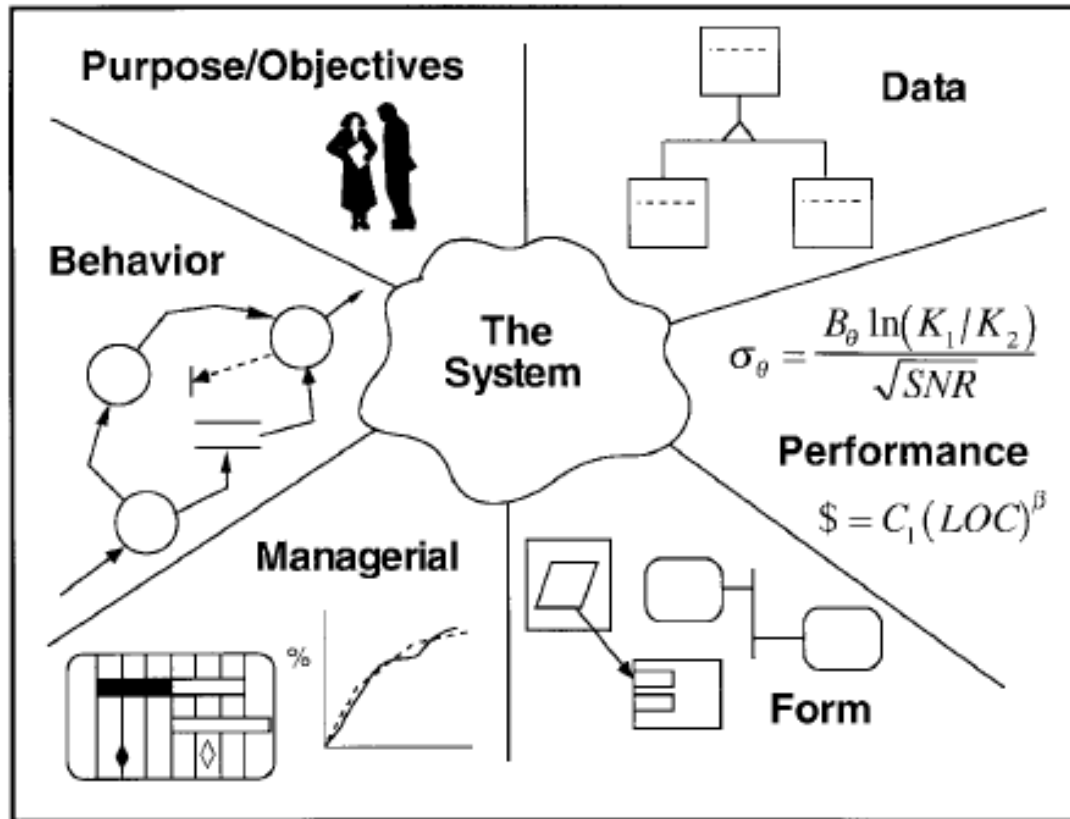 Purpose/Objectives
Data
Behavior
The
System
σ_θ = B_θ ln(K_1/K_2) / √SNR
Performance
$ = C_1(LOC)^β
Managerial
%
Form